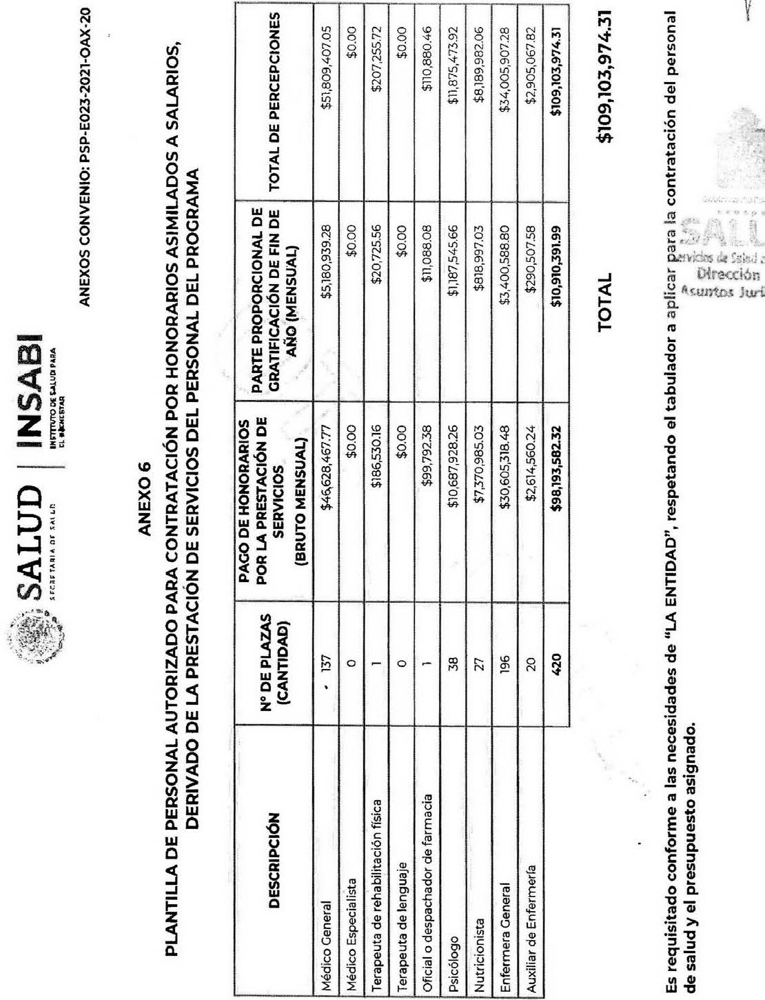 SALUD
SECRETARÍA DE SALUD
INSABI
INSTITUTO DE SALUD PARA
EL BIENESTAR
ANEXOS CONVENIO: PSP-E023-2021-OAX-20
ANEXO 6
PLANTILLA DE PERSONAL AUTORIZADO PARA CONTRATACIÓN POR HONORARIOS ASIMILADOS A SALARIOS,
DERIVADO DE LA PRESTACIÓN DE SERVICIOS DEL PERSONAL DEL PROGRAMA
DESCRIPCIÓN
N° DE PLAZAS
(CANTIDAD)
PAGO DE HONORARIOS
POR LA PRESTACIÓN DE
SERVICIOS
(BRUTO MENSUAL)
PARTE PROPORCIONAL DE
GRATIFICACIÓN DE FIN DE
AÑO (MENSUAL)
TOTAL DE PERCEPCIONES
Médico General 137 $46,628,467.77 $5,180,939.28 $51,809,407.05
Médico Especialista 0 $0.00 $0.00 $0.00
Terapeuta de rehabilitación física 1 $186,530.16 $20,725.56 $207,255.72
Terapeuta de lenguaje 0 $0.00 $0.00 $0.00
Oficial o despachador de farmacia 1 $99,792.38 $11,088.08 $110,880.46
Psicólogo 38 $10,687,928.26 $1,187,545.66 $11,875,473.92
Nutricionista 27 $7,370,985.03 $818,997.03 $8,189,982.06
Enfermera General 196 $30,605,318.48 $3,400,588.80 $34,005,907.28
Auxiliar de Enfermería 20 $2,614,560.24 $290,507.58 $2,905,067.82
420 $98,193,582.32 $10,910,391.99 $109,103,974.31
TOTAL $109,103,974.31
Es requisitado conforme a las necesidades de “LA ENTIDAD”, respetando el tabulador a aplicar para la contratación del personal
de salud y el presupuesto asignado.
SALU
Servicios de Salud
Dirección
Asuntos Jurí